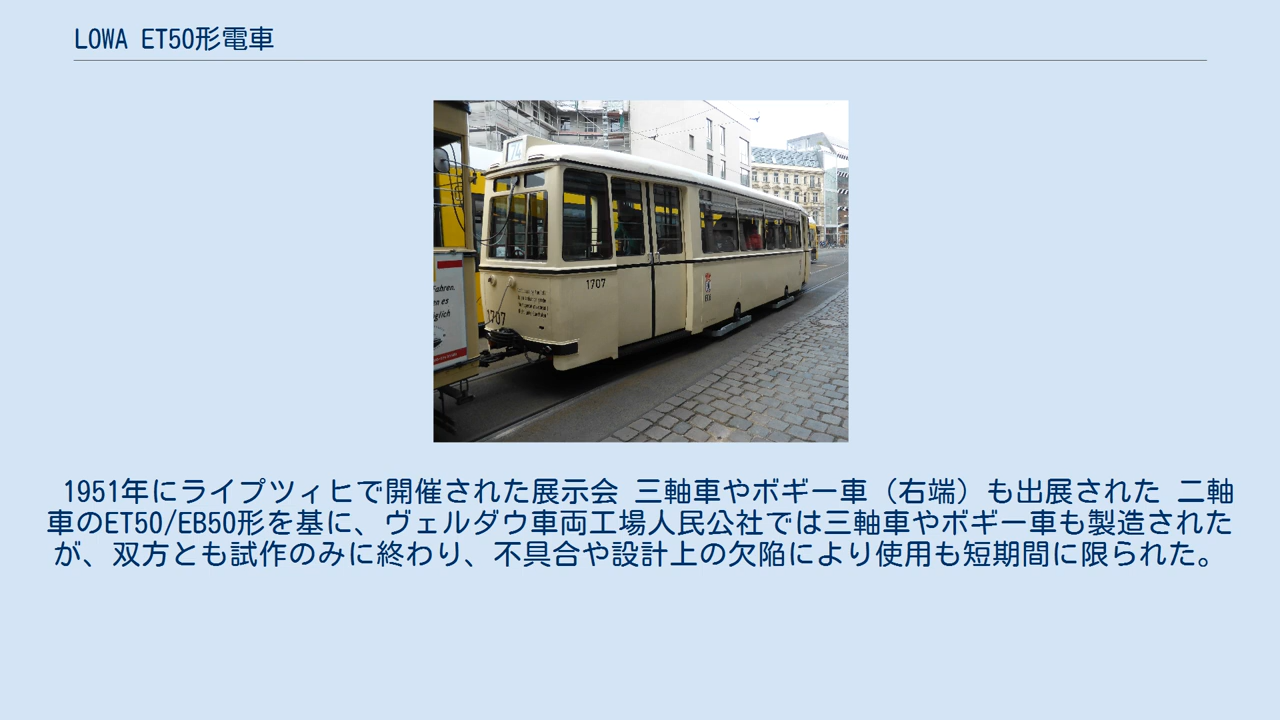 LOWA ET50形電車
74
1707
1707
ahren.
n es
glich
1951年にライプツィヒで開催された展示会 三軸車やボギー車（右端）も出展された 二軸
車のET50/EB50形を基に、ヴェルダウ車両工場人民公社では三軸車やボギー車も製造された
が、双方とも試作のみに終わり、不具合や設計上の欠陥により使用も短期間に限られた。